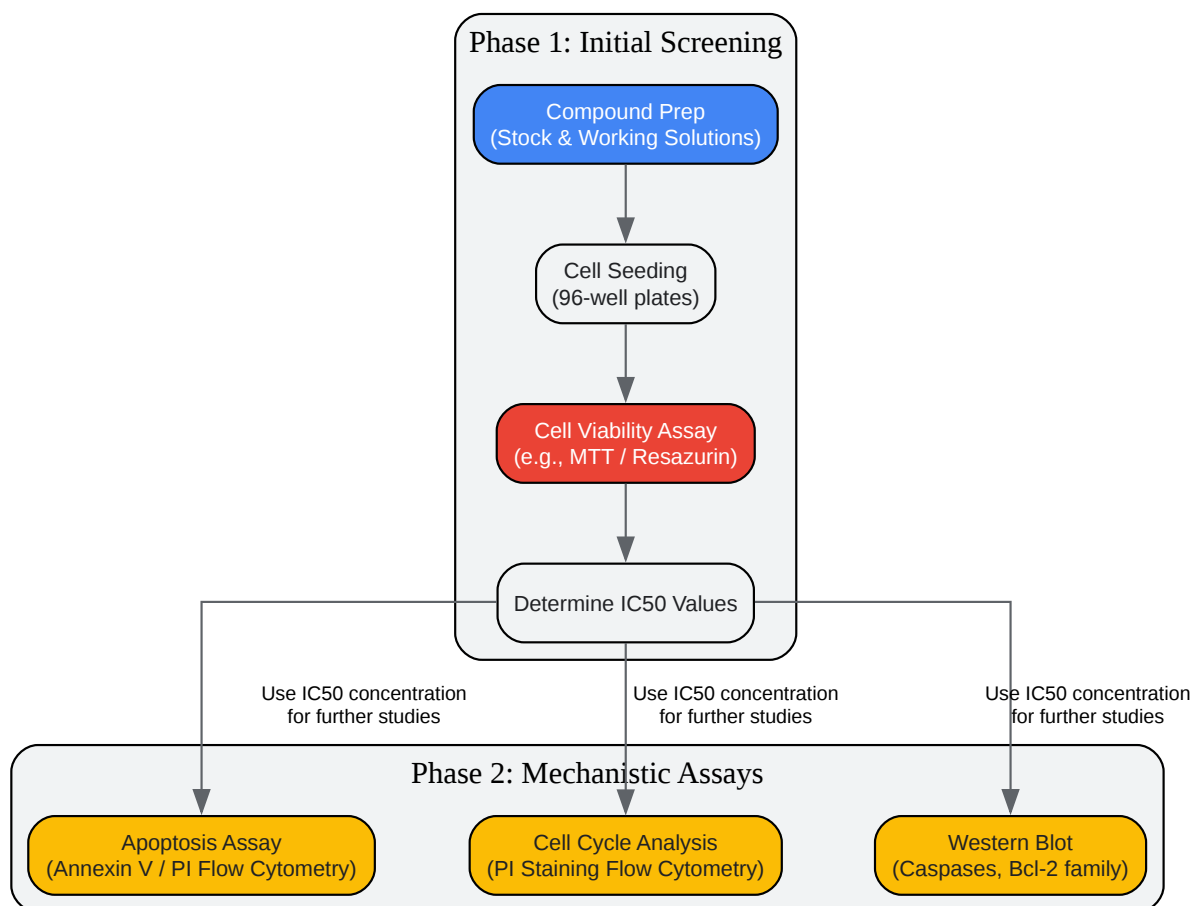 Phase 1: Initial Screening
Compound Prep
(Stock & Working Solutions)
Cell Seeding
(96-well plates)
Cell Viability Assay
(e.g., MTT / Resazurin)
Determine IC50 Values
Use IC50 concentration
for further studies
Use IC50 concentration
for further studies
Use IC50 concentration
for further studies
Phase 2: Mechanistic Assays
Apoptosis Assay
(Annexin V / PI Flow Cytometry)
Cell Cycle Analysis
(PI Staining Flow Cytometry)
Western Blot
(Caspases, Bcl-2 family)